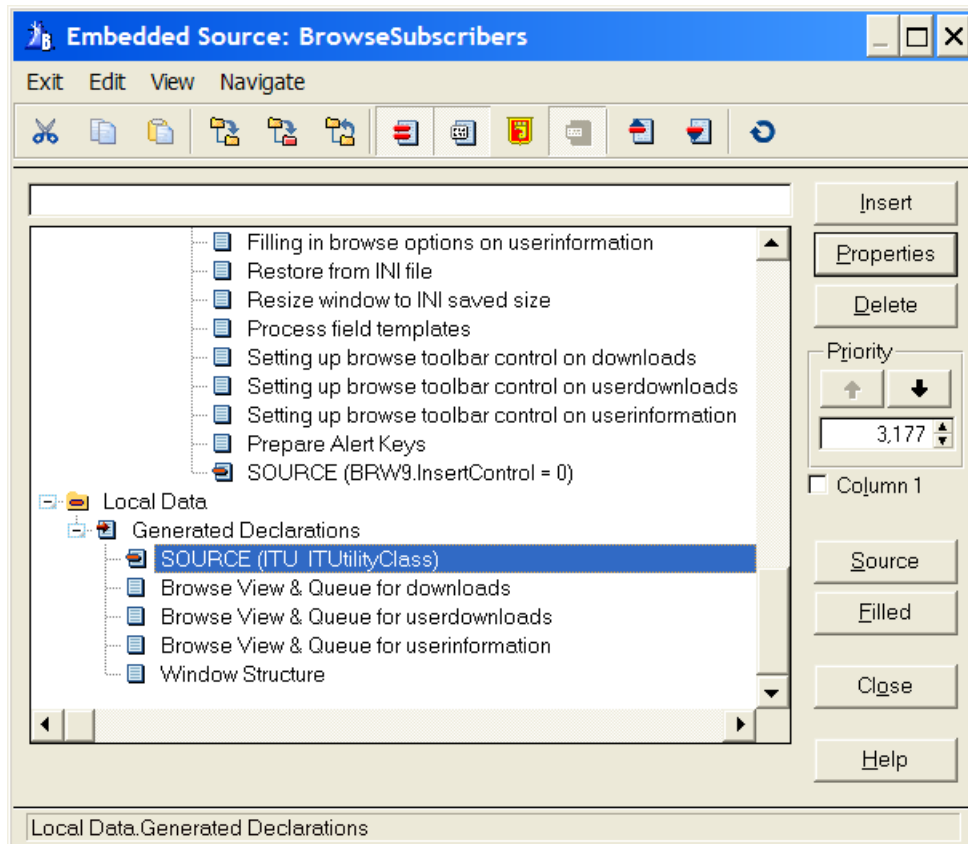 Embedded Source: BrowseSubscribers
Exit Edit View Navigate
Insert
Filling in browse options on userinformation
Restore from INI file
Properties
Resize window to INI saved size
Delete
Process field templates
Setting up browse toolbar control on downloads
Priority
Setting up browse toolbar control on userdownloads
Setting up browse toolbar control on userinformation
3,177
Prepare Alert Keys
SOURCE (BRW9.InsertControl = 0)
Column 1
Local Data
Generated Declarations
SOURCE (ITU ITUtilityClass)
Source
Browse View & Queue for downloads
Browse View & Queue for userdownloads
Filled
Browse View & Queue for userinformation
Window Structure
Close
Help
Local Data.Generated Declarations